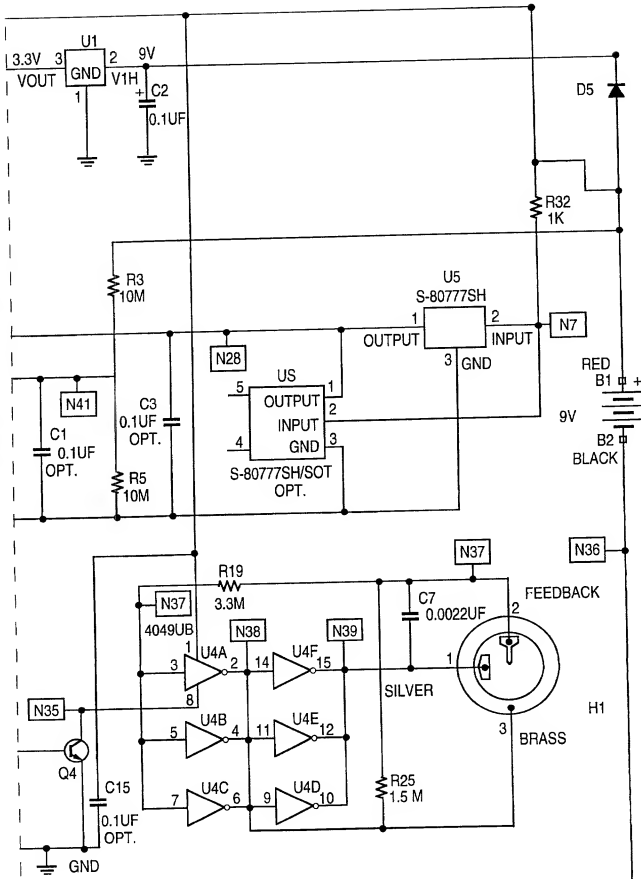 U1
3.3V 3 2 9V
GND
VOUT V1H
1
+ C2
0.1UF
D5
R32
1K
R3
10M
U5
S-80777SH
1 2
N7
OUTPUT INPUT
N28
3 GND
US
5 1
OUTPUT
INPUT 2
4 GND 3
S-80777SH/SOT
OPT.
N41
C3
0.1UF
OPT.
C1
0.1UF
OPT.
R5
10M
RED
B1 +
9V
B2
BLACK
N36
N37
R19
3.3M
FEEDBACK
N37
4049UB
N38
N39
C7
0.0022UF
2
1 U4A U4F
3 2 14 15
1
SILVER
8
N35
H1
U4B U4E
5 4 11 12
3
BRASS
Q4
U4C U4D
7 6 9 10
R25
1.5 M
C15
0.1UF
OPT.
GND